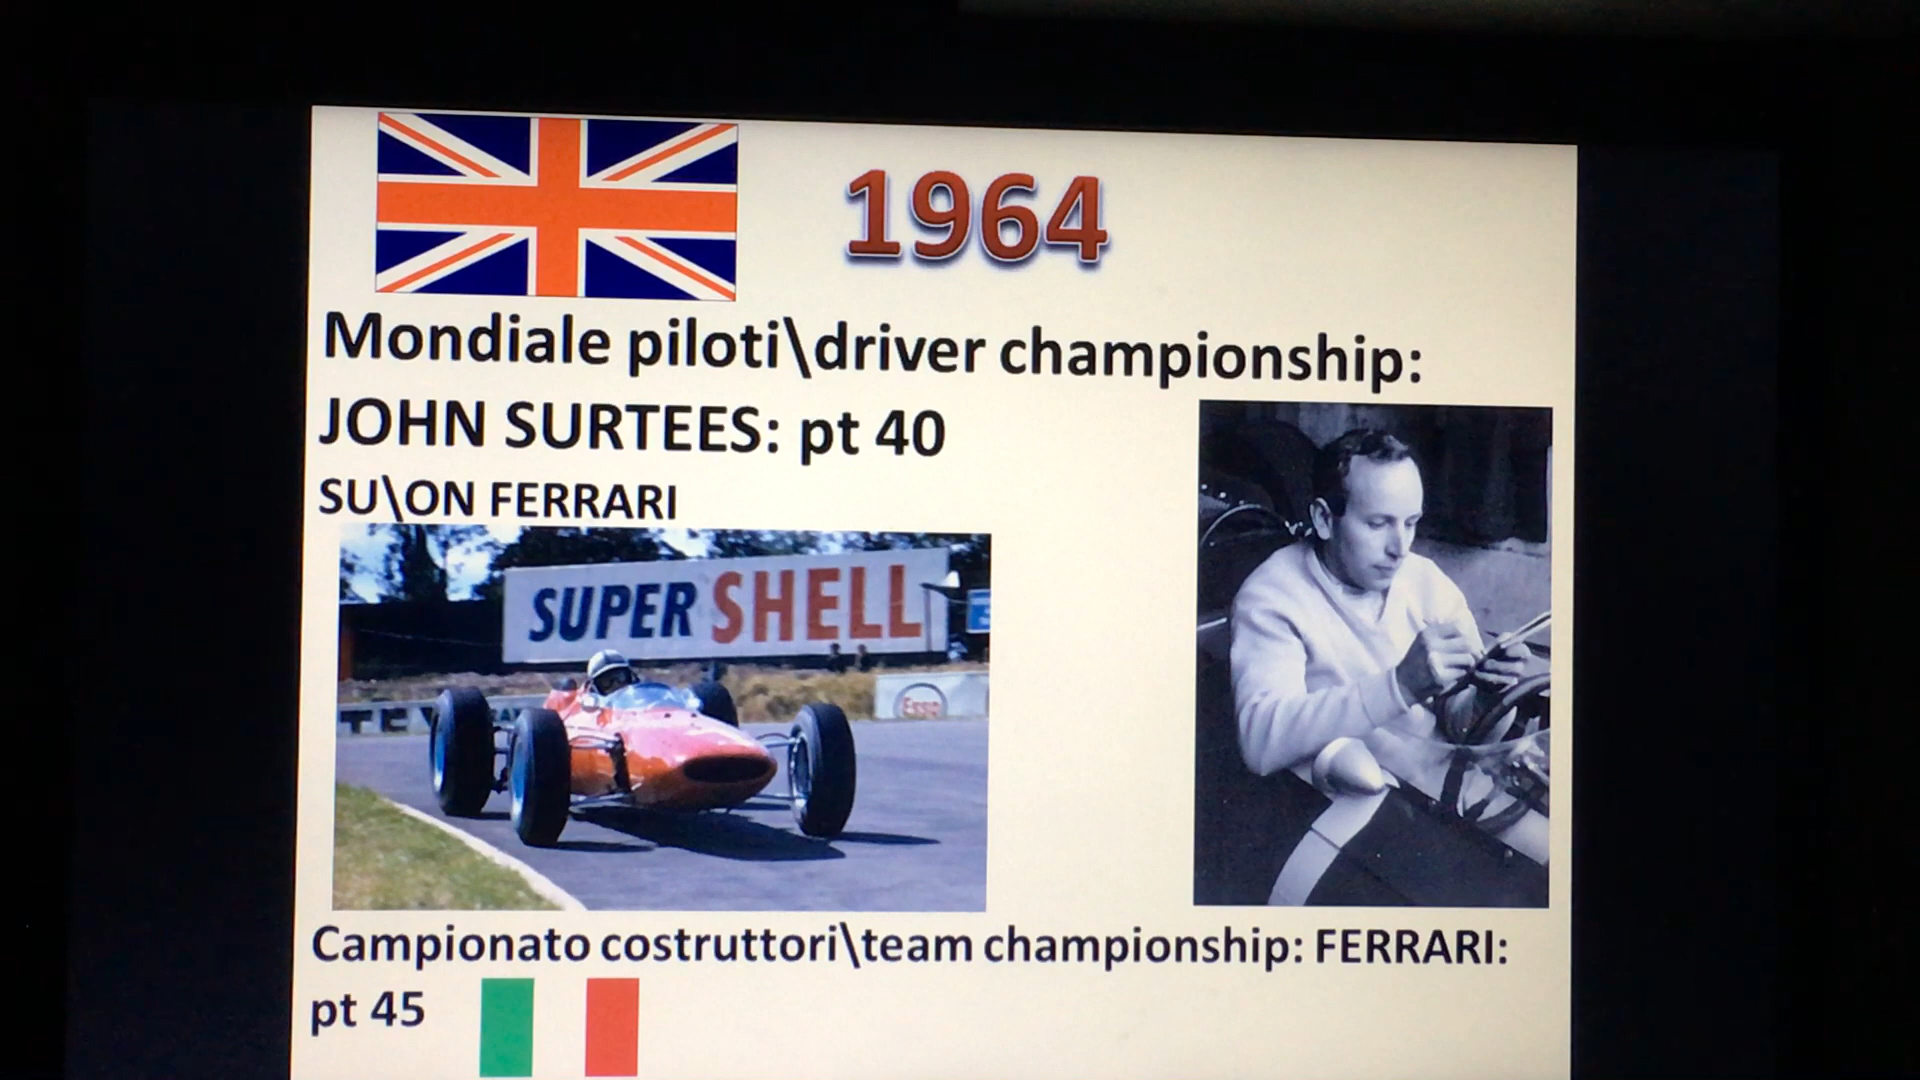 1964
Mondiale piloti\driver championship:
JOHN SURTEES: pt 40
SU\ON FERRARI
SUPER SHELL
Esso
Campionato costruttori\team championship: FERRARI:
pt 45